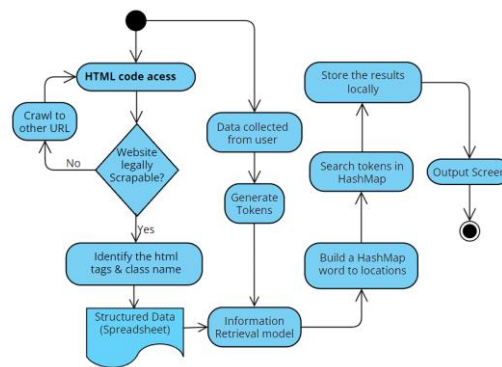 HTML code acess
Crawl to
other URL
No
Website
legally
Scrapable?
Yes
Identify the html
tags & class name
Structured Data
(Spreadsheet)
Data collected
from user
Generate
Tokens
Information
Retrieval model
Build a HashMap
word to locations
Search tokens in
HashMap
Store the results
locally
Output Screen